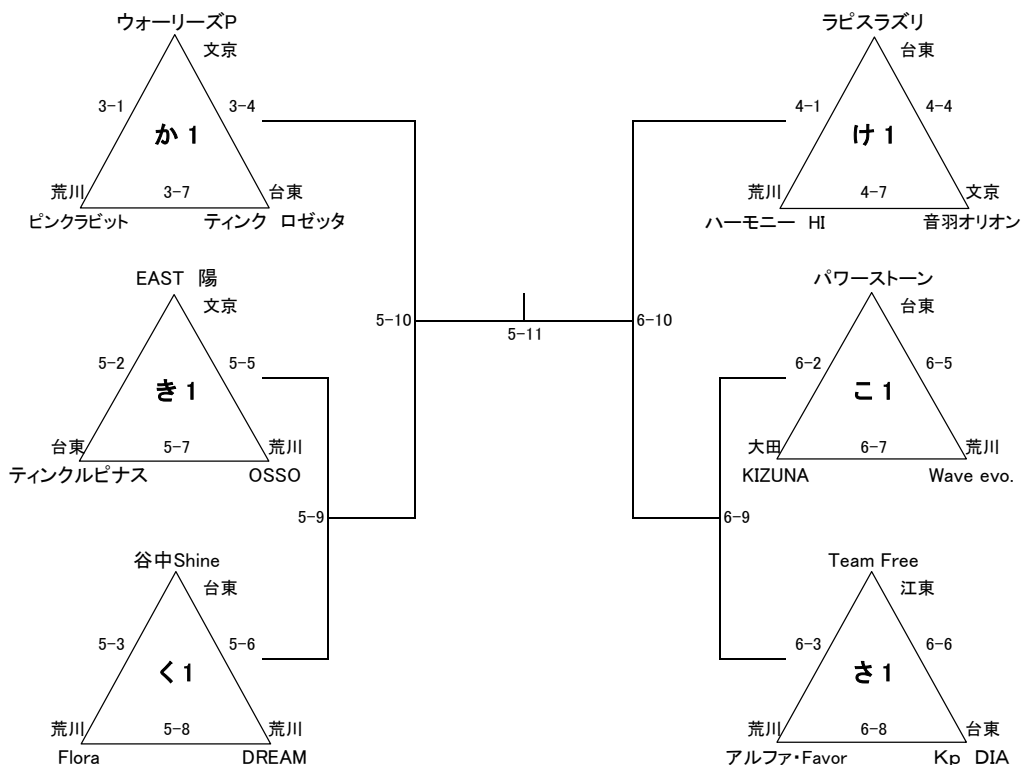 ウォーリーズP
文京
3-1
3-4
か 1
荒川
3-7
台東
ピンクラビット
ティンク ロゼッタ
EAST 陽
文京
5-2
5-5
き 1
台東
5-7
荒川
ティンクルピナス
OSSO
谷中Shine
台東
5-3
5-6
く 1
荒川
5-8
荒川
Flora
DREAM
5-10
5-9
5-11
6-10
6-9
ラピスラズリ
台東
4-1
4-4
け 1
荒川
4-7
文京
ハーモニー HI
音羽オリオン
パワーストーン
台東
6-2
6-5
こ 1
大田
6-7
荒川
KIZUNA
Wave evo.
Team Free
江東
6-3
6-6
さ 1
荒川
6-8
台東
アルファ・Favor
Kp DIA